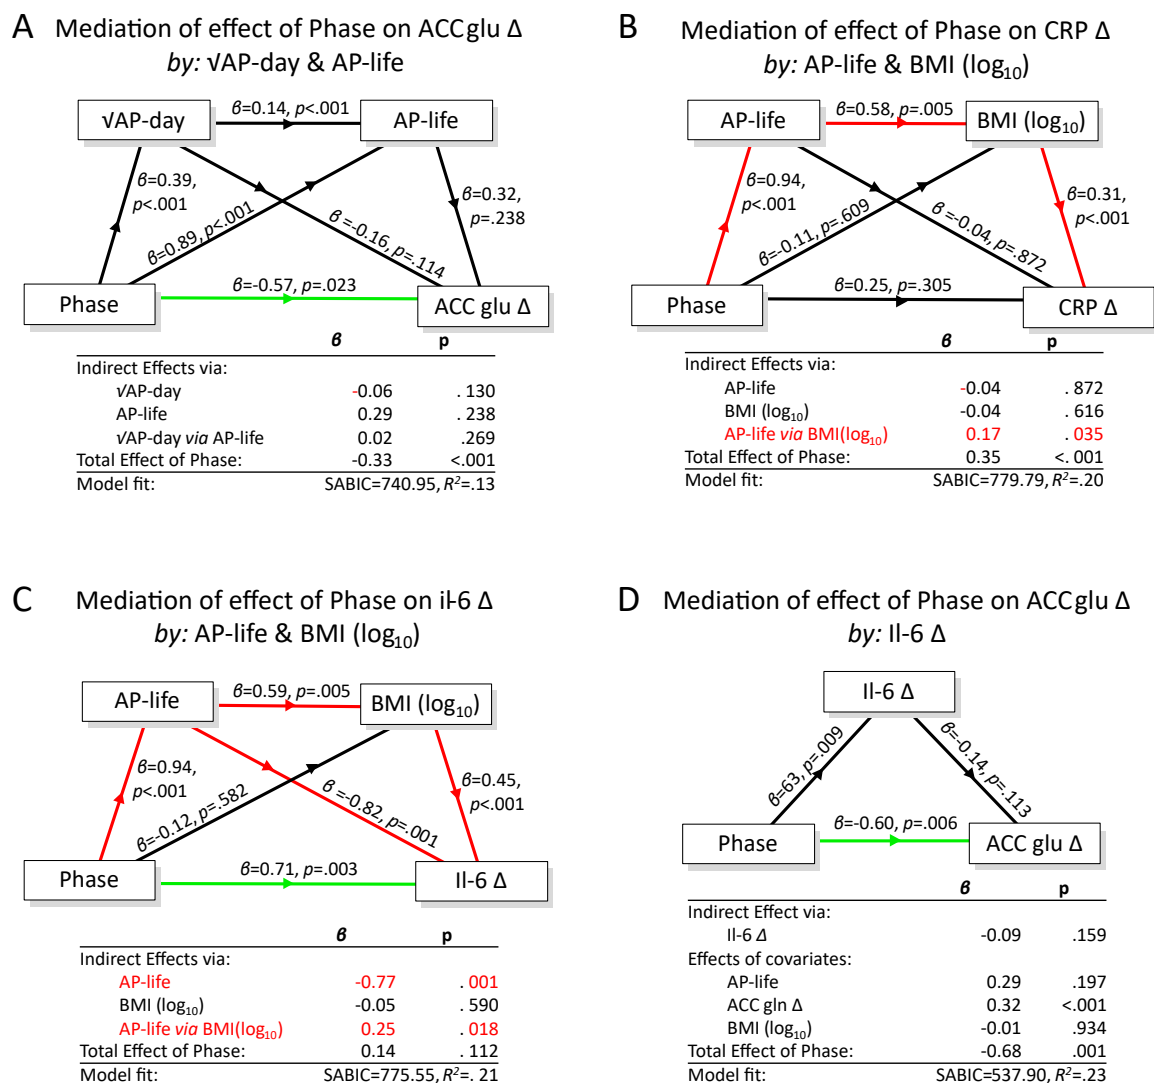 A Mediation of effect of Phase on ACC glu Δ
by: √AP-day & AP-life
√AP-day
β=0.14, p<.001
AP-life
β=0.39,
p<.001
β=0.89, p<.001
β =-0.16, p=.114
β=0.32,
p=.238
Phase
β=-0.57, p=.023
ACC glu Δ
β p
Indirect Effects via:
√AP-day -0.06 . 130
AP-life 0.29 . 238
√AP-day via AP-life 0.02 .269
Total Effect of Phase: -0.33 <.001
Model fit: SABIC=740.95, R²=.13
B Mediation of effect of Phase on CRP Δ
by: AP-life & BMI (log₁₀)
AP-life
β=0.58, p=.005
BMI (log₁₀)
β=0.94,
p<.001
β=-0.11, p=.609
β =-0.04, p=.872
β=0.31,
p<.001
Phase
β=0.25, p=.305
CRP Δ
β p
Indirect Effects via:
AP-life -0.04 . 872
BMI (log₁₀) -0.04 . 616
AP-life via BMI(log₁₀) 0.17 . 035
Total Effect of Phase: 0.35 <. 001
Model fit: SABIC=779.79, R²=.20
C Mediation of effect of Phase on il-6 Δ
by: AP-life & BMI (log₁₀)
AP-life
β=0.59, p=.005
BMI (log₁₀)
β=0.94,
p<.001
β=-0.12, p=.582
β =-0.82, p=.001
β=0.45,
p<.001
Phase
β=0.71, p=.003
Il-6 Δ
β p
Indirect Effects via:
AP-life -0.77 . 001
BMI (log₁₀) -0.05 . 590
AP-life via BMI(log₁₀) 0.25 . 018
Total Effect of Phase: 0.14 . 112
Model fit: SABIC=775.55, R²=. 21
D Mediation of effect of Phase on ACC glu Δ
by: Il-6 Δ
Il-6 Δ
β=63, p=.009
β=-0.14, p=.113
Phase
β=-0.60, p=.006
ACC glu Δ
β p
Indirect Effect via:
Il-6 Δ -0.09 .159
Effects of covariates:
AP-life 0.29 .197
ACC gln Δ 0.32 <.001
BMI (log₁₀) -0.01 .934
Total Effect of Phase: -0.68 .001
Model fit: SABIC=537.90, R²=.23